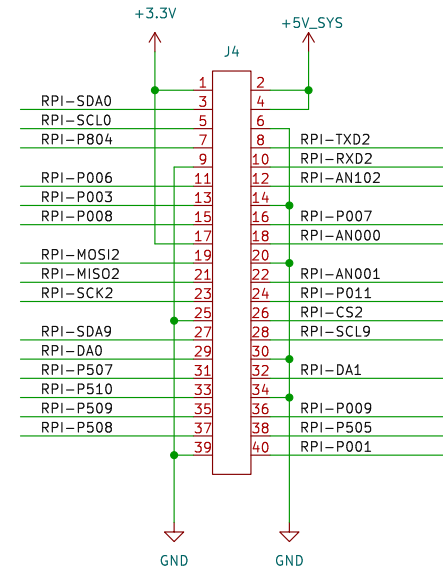 +3.3V
+5V_SYS
J4
1 2
RPI-SDA0 3 4
RPI-SCL0 5 6
RPI-P804 7 8 RPI-TXD2
9 10 RPI-RXD2
RPI-P006 11 12 RPI-AN102
RPI-P003 13 14
RPI-P008 15 16 RPI-P007
17 18 RPI-AN000
RPI-MOSI2 19 20
RPI-MISO2 21 22 RPI-AN001
RPI-SCK2 23 24 RPI-P011
25 26 RPI-CS2
RPI-SDA9 27 28 RPI-SCL9
RPI-DA0 29 30
RPI-P507 31 32 RPI-DA1
RPI-P510 33 34
RPI-P509 35 36 RPI-P009
RPI-P508 37 38 RPI-P505
39 40 RPI-P001
GND GND